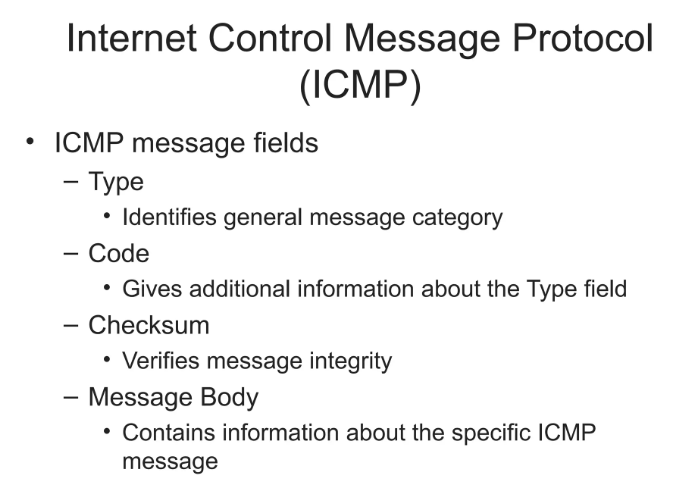 Internet Control Message Protocol
(ICMP)
• ICMP message fields
– Type
• Identifies general message category
– Code
• Gives additional information about the Type field
– Checksum
• Verifies message integrity
– Message Body
• Contains information about the specific ICMP
message